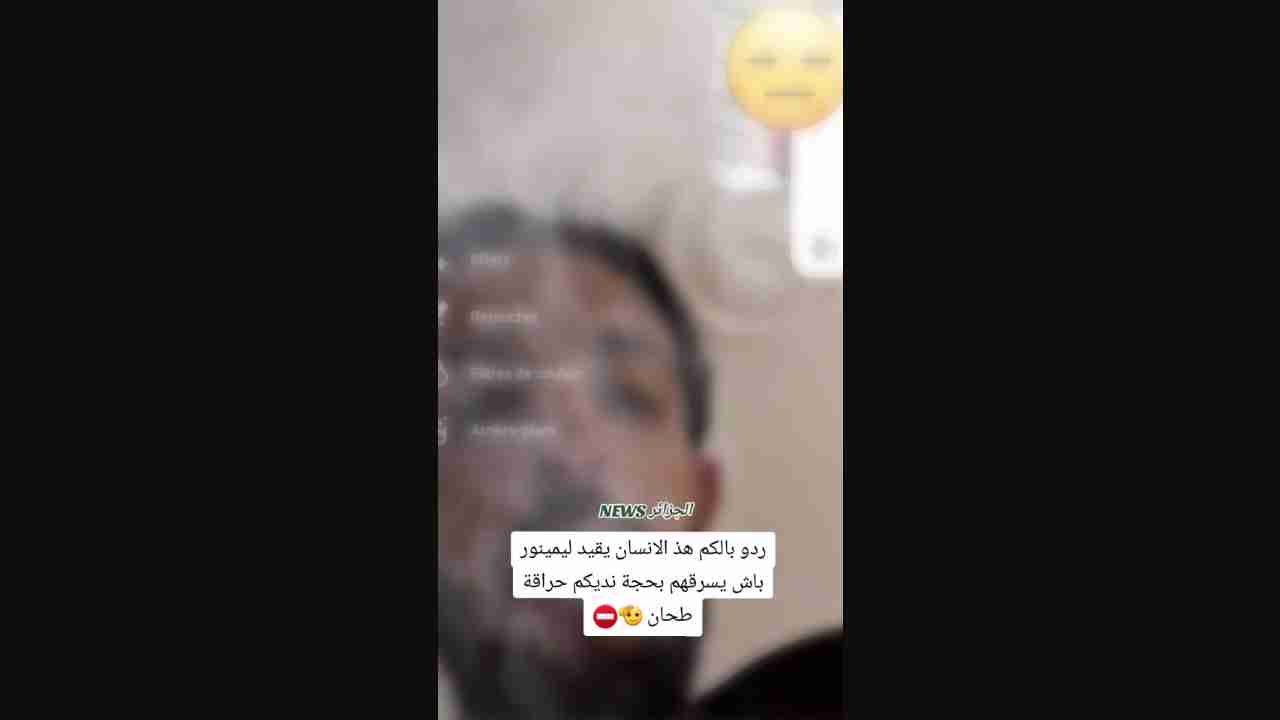 الجزائر NEWS
ردو بالكم هذ الانسان يقيد ليمينور
باش يسرقهم بحجة نديكم حراقة
طحان 🫡⛔